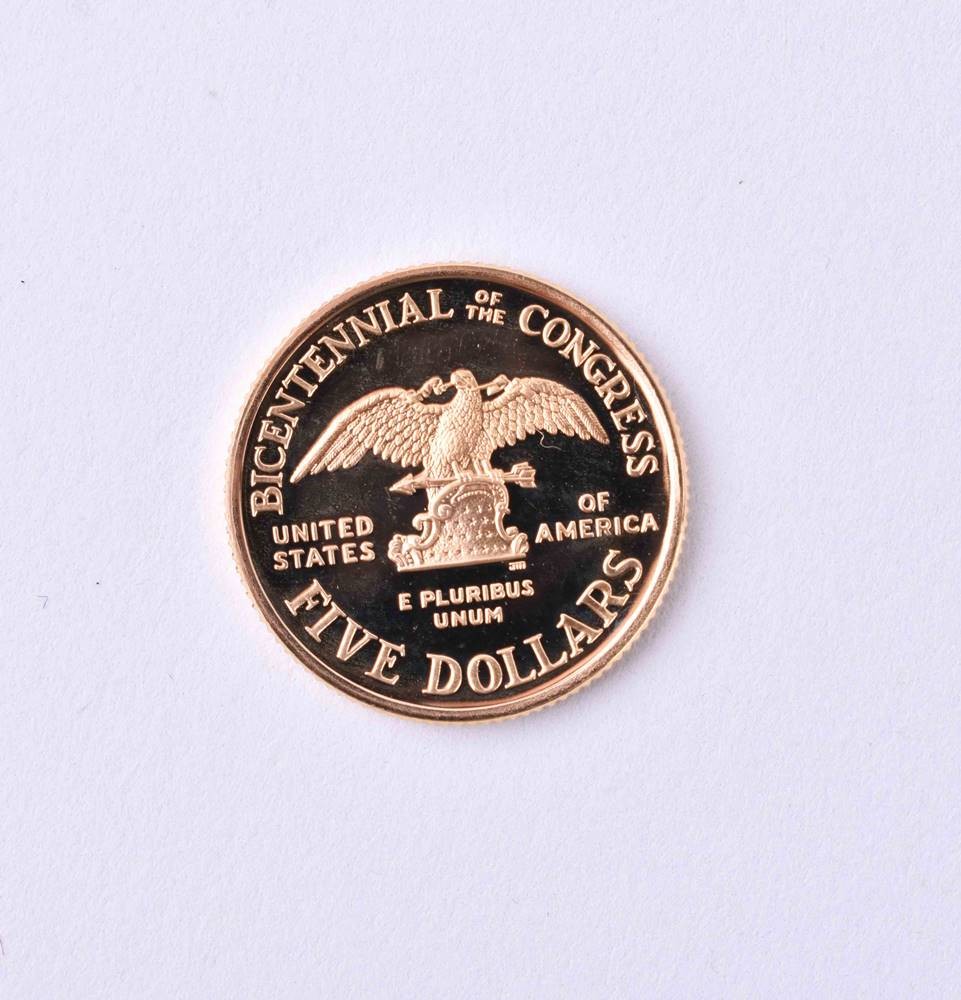 BICENTENNIAL OF THE CONGRESS
UNITED
STATES
OF
AMERICA
E PLURIBUS
UNUM
FIVE DOLLARS